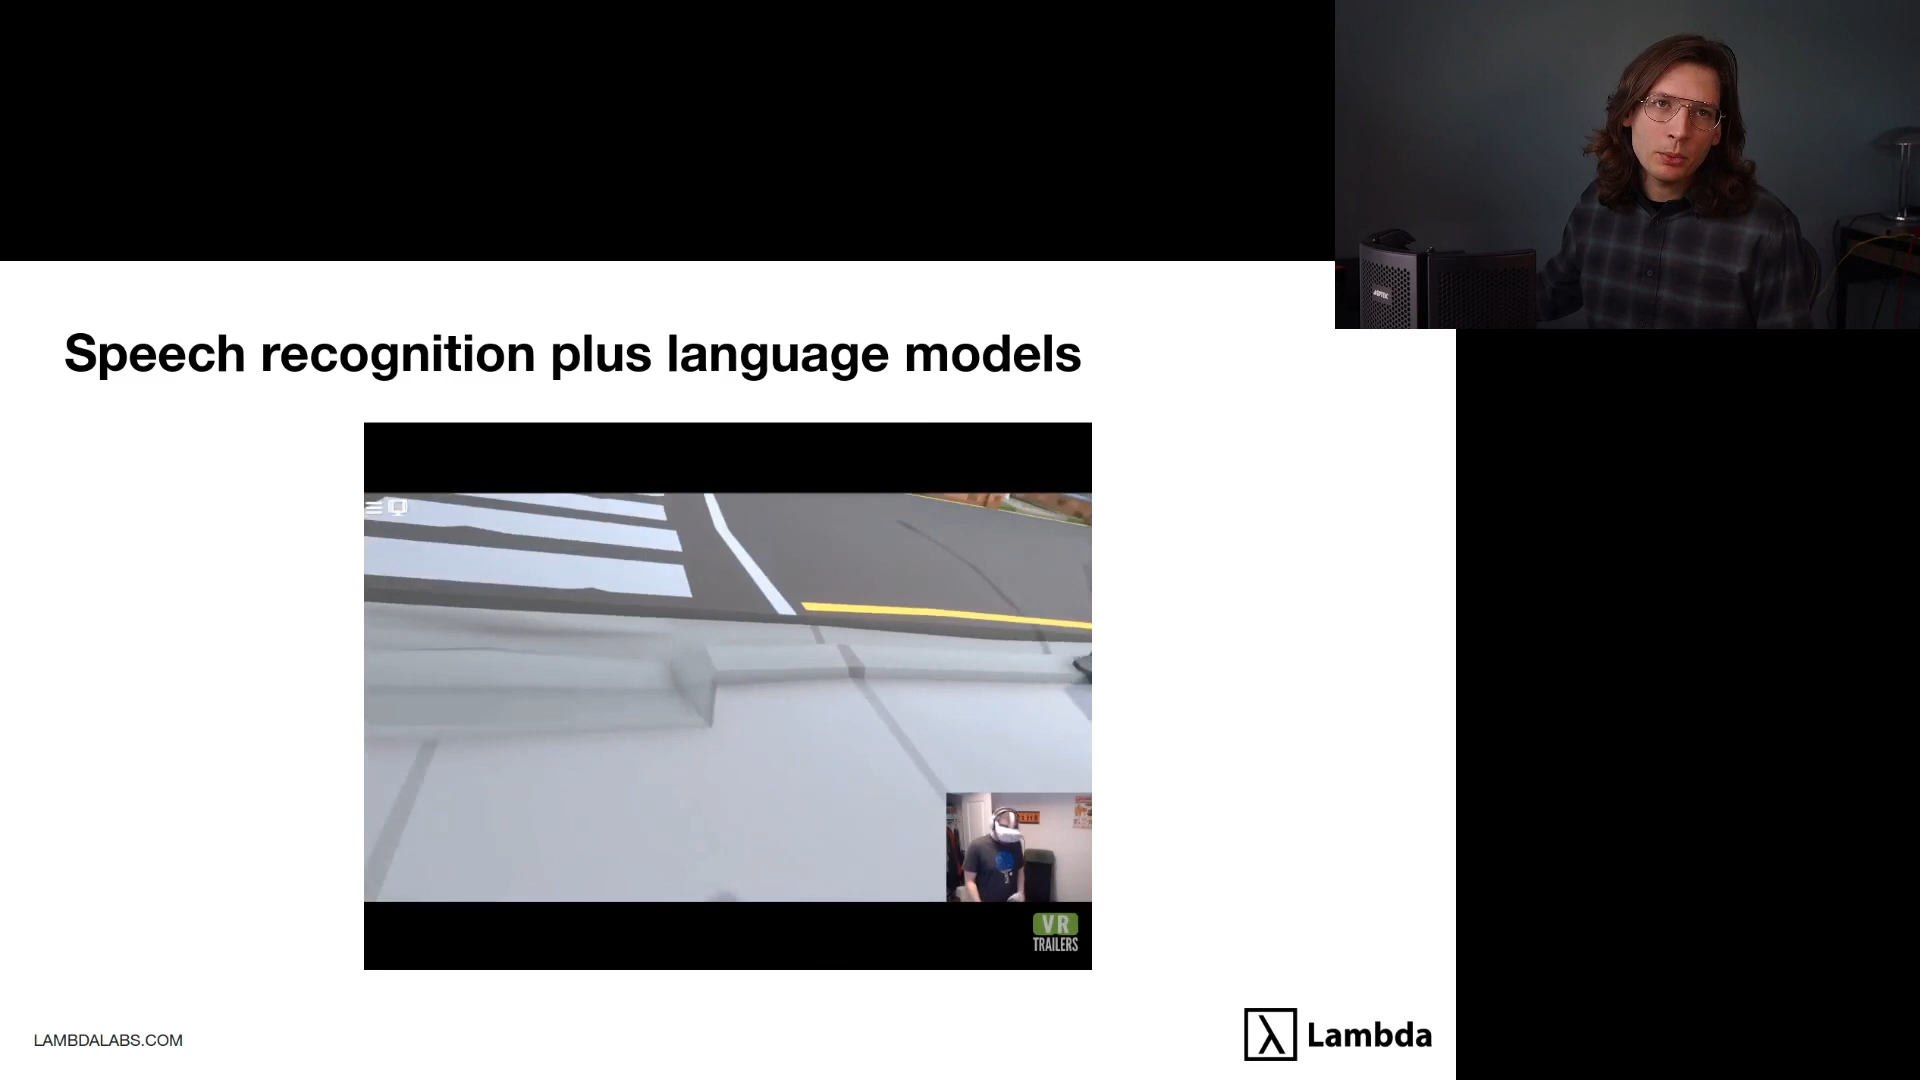 Speech recognition plus language models
VR
TRAILERS
LAMBDALABS.COM
λ Lambda